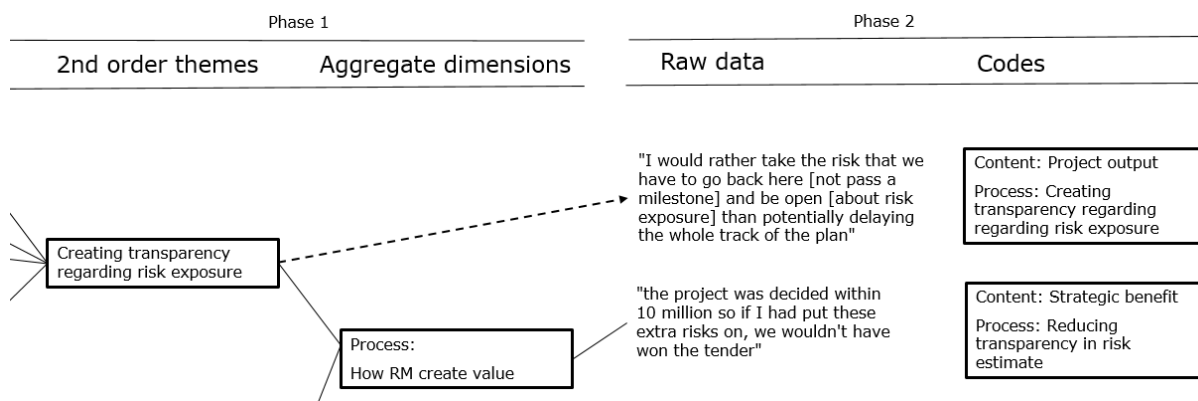 Phase 1
Phase 2
2nd order themes
Aggregate dimensions
Raw data
Codes
"I would rather take the risk that we
have to go back here [not pass a
milestone] and be open [about risk
exposure] than potentially delaying
the whole track of the plan"
Content: Project output
Process: Creating
transparency regarding
regarding risk exposure
Creating transparency
regarding risk exposure
"the project was decided within
10 million so if I had put these
extra risks on, we wouldn't have
won the tender"
Content: Strategic benefit
Process: Reducing
transparency in risk
estimate
Process:
How RM create value